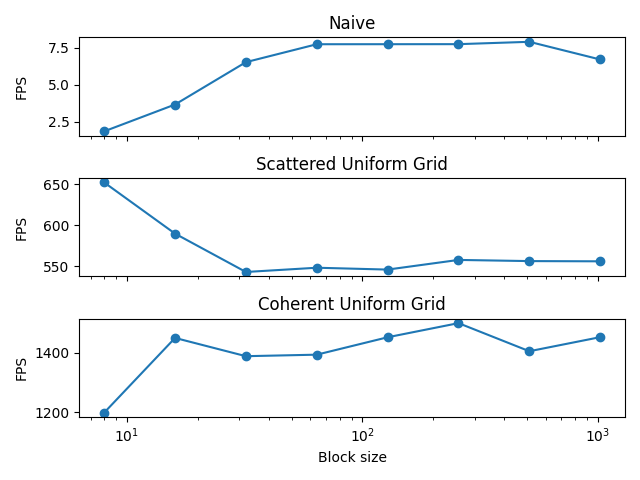 Naive
7.5
5.0
2.5
FPS
Scattered Uniform Grid
650
600
550
FPS
Coherent Uniform Grid
1400
1200
FPS
10¹
10²
10³
Block size